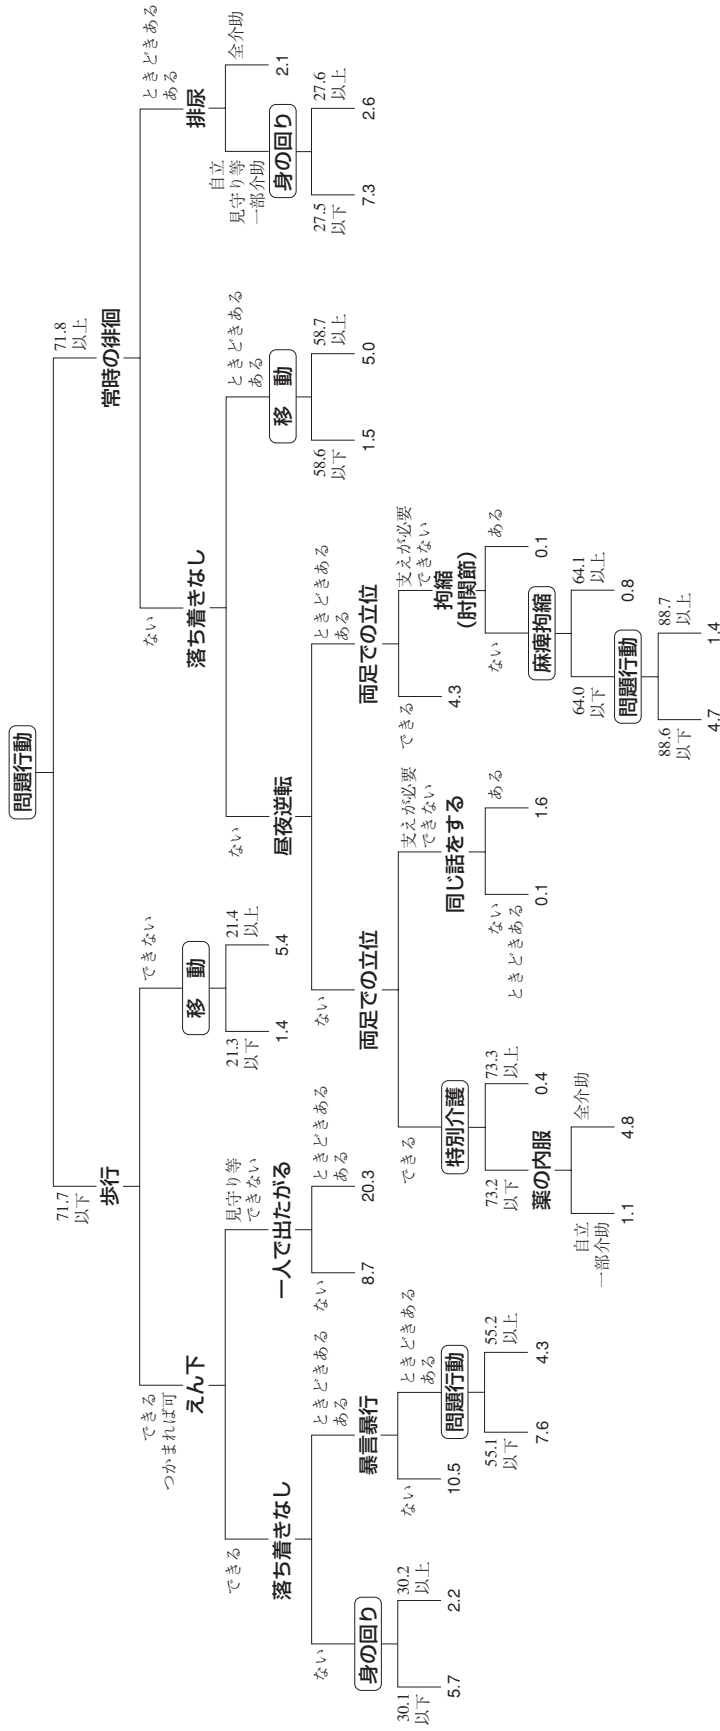 問題行動
71.7
以下
71.8
以上
歩行
常時の徘徊
できる
つかまれば可
できない
ない
ときどきある
ある
えん下
移　動
落ち着きなし
排尿
できる
見守り等
できない
21.3
以下
21.4
以上
1.4
5.4
ない
ときどきある
ある
自立
見守り等
一部介助
全介助
2.1
落ち着きなし
一人で出たがる
昼夜逆転
移　動
身の回り
ない
ときどきある
ある
ない
ときどきある
ある
8.7
20.3
ない
ときどきある
ある
58.6
以下
58.7
以上
1.5
5.0
27.5
以下
27.6
以上
7.3
2.6
身の回り
暴言暴行
両足での立位
両足での立位
30.1
以下
30.2
以上
5.7
2.2
ない
ときどきある
ある
10.5
できる
支えが必要
できない
できる
支えが必要
できない
4.3
問題行動
特別介護
同じ話をする
拘縮
（肘関節）
55.1
以下
55.2
以上
7.6
4.3
73.2
以下
73.3
以上
0.4
ない
ときどきある
ある
0.1
1.6
ない
ある
0.1
薬の内服
麻痺拘縮
自立
一部介助
全介助
1.1
4.8
64.0
以下
64.1
以上
0.8
問題行動
88.6
以下
88.7
以上
4.7
1.4